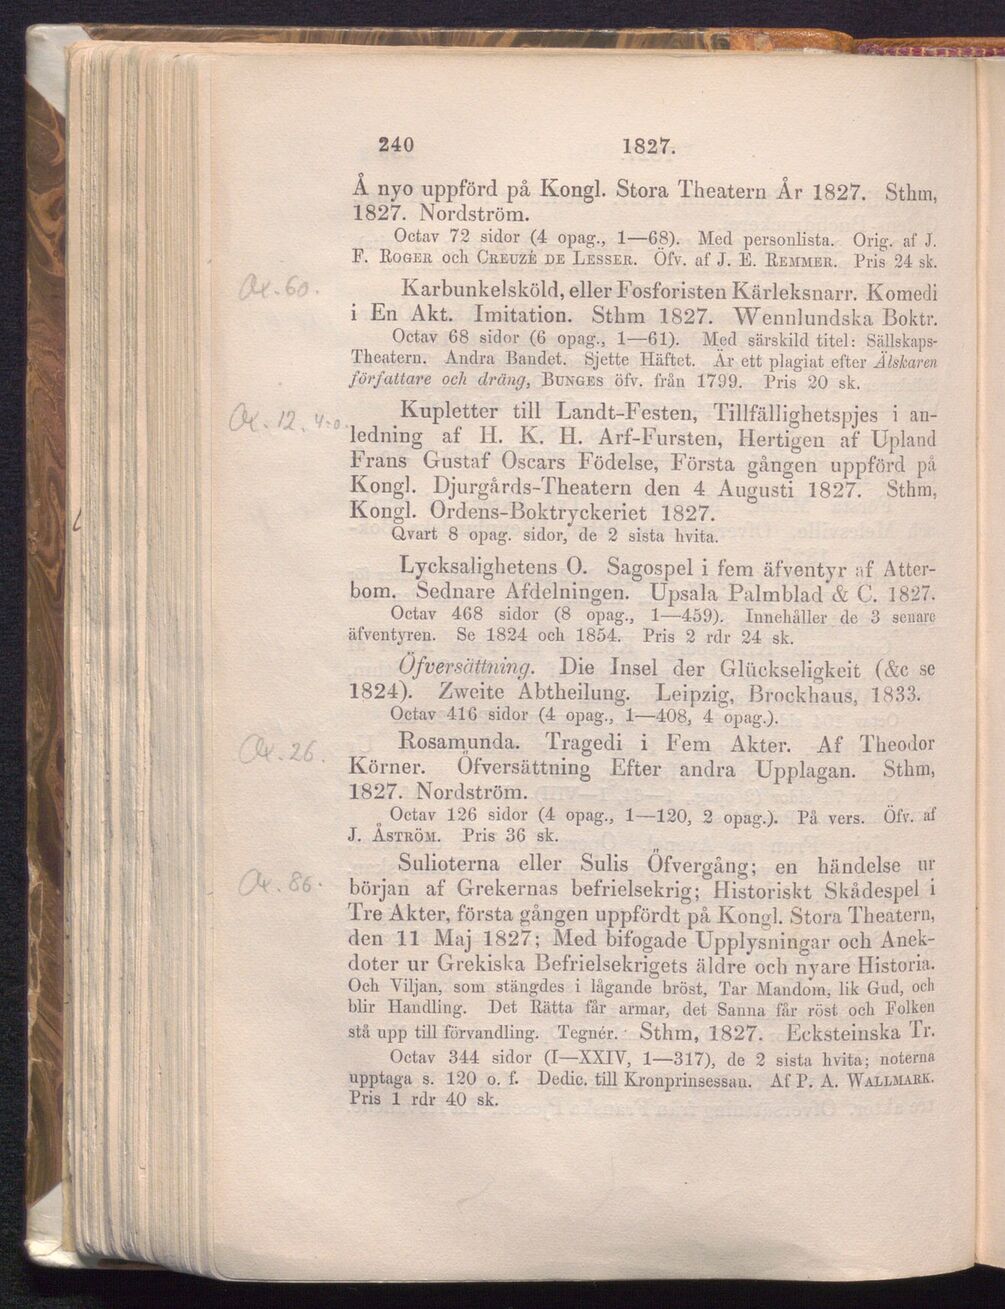 240 1827.
Å nyo uppförd på Kongl. Stora Theatern År 1827. Sthm,
1827. Nordström.
Octav 72 sidor (4 opag., 1—68). Med personlista. Orig. af J.
F. Roger och Creuzé de Lesser. Öfv. af J. E. Remmer. Pris 24 sk.
Ox. 60.
Karbunkelsköld, eller Fosforisten Kärleksnarr. Komedi
i En Akt. Imitation. Sthm 1827. Wennlundska Boktr.
Octav 68 sidor (6 opag., 1—61). Med särskild titel: Sällskaps-
Theatern. Andra Bandet. Sjette Häftet. Är ett plagiat efter Älskaren
författare och dräng, Bunges öfv. från 1799. Pris 20 sk.
Ox. 12. 4:o.
Kupletter till Landt-Festen, Tillfällighetspjes i an-
ledning af H. K. H. Arf-Fursten, Hertigen af Upland
Frans Gustaf Oscars Födelse, Första gången uppförd på
Kongl. Djurgårds-Theatern den 4 Augusti 1827. Sthm,
Kongl. Ordens-Boktryckeriet 1827.
Qvart 8 opag. sidor, de 2 sista hvita.
Lycksalighetens O. Sagospel i fem äfventyr af Atter-
bom. Sednare Afdelningen. Upsala Palmblad & C. 1827.
Octav 468 sidor (8 opag., 1—459). Innehåller de 3 senare
äfventyren. Se 1824 och 1854. Pris 2 rdr 24 sk.
Öfversättning. Die Insel der Glückseligkeit (&c se
1824). Zweite Abtheilung. Leipzig, Brockhaus, 1833.
Octav 416 sidor (4 opag., 1—408, 4 opag.).
Ox. 26.
Rosamunda. Tragedi i Fem Akter. Af Theodor
Körner. Öfversättning Efter andra Upplagan. Sthm,
1827. Nordström.
Octav 126 sidor (4 opag., 1—120, 2 opag.). På vers. Öfv. af
J. Åström. Pris 36 sk.
Ox. 86.
Sulioterna eller Sulis Öfvergång; en händelse ur
början af Grekernas befrielsekrig; Historiskt Skådespel i
Tre Akter, första gången uppfördt på Kongl. Stora Theatern,
den 11 Maj 1827; Med bifogade Upplysningar och Anek-
doter ur Grekiska Befrielsekrigets äldre och nyare Historia.
Och Viljan, som stängdes i lågande bröst, Tar Mandom, lik Gud, och
blir Handling. Det Rätta får armar, det Sanna får röst och Folken
stå upp till förvandling. Tegnér. Sthm, 1827. Ecksteinska Tr.
Octav 344 sidor (I—XXIV, 1—317), de 2 sista hvita; noterna
upptaga s. 120 o. f. Dedic. till Kronprinsessan. Af P. A. Wallmark.
Pris 1 rdr 40 sk.